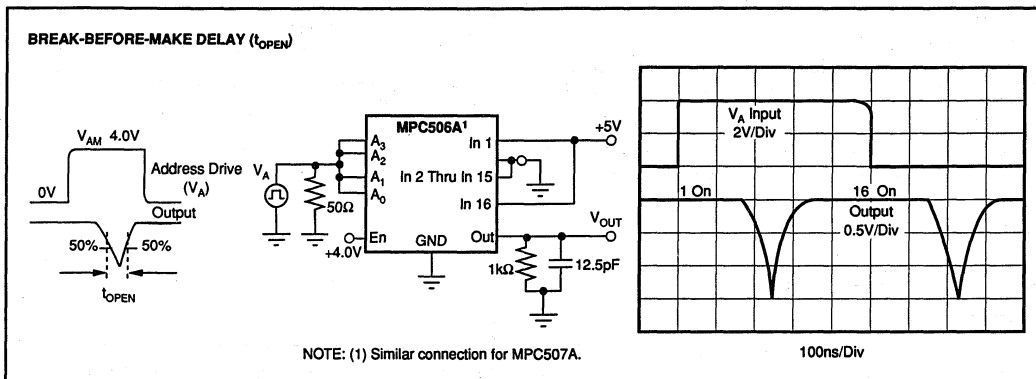 BREAK-BEFORE-MAKE DELAY (tOPEN)
VAM 4.0V
0V
Address Drive
(VA)
Output
50%
50%
tOPEN
MPC506A1
VA
50Ω
A3
A2
A1
A0
In 1
In 2 Thru In 15
In 16
+5V
En
+4.0V
GND
Out
VOUT
1kΩ
12.5pF
VA Input
2V/Div
1 On
16 On
Output
0.5V/Div
100ns/Div
NOTE: (1) Similar connection for MPC507A.